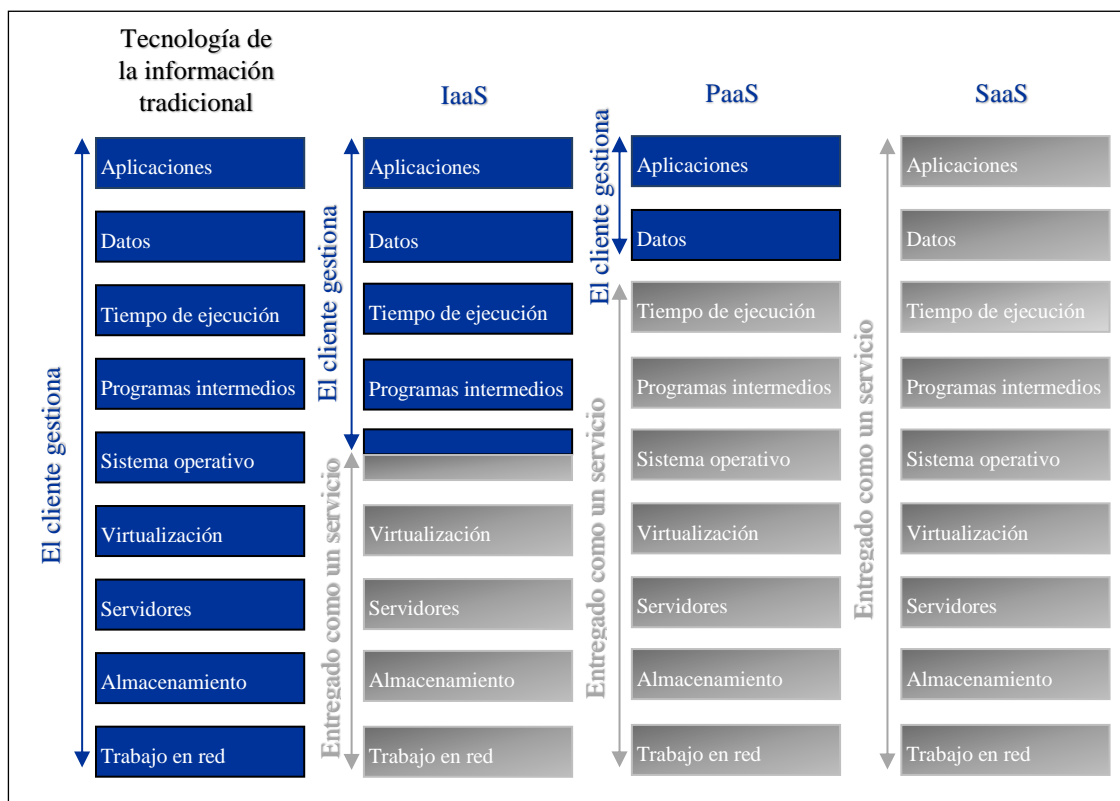 Tecnología de
la información
tradicional
IaaS
PaaS
SaaS
El cliente gestiona
Aplicaciones
Datos
Tiempo de ejecución
Programas intermedios
Sistema operativo
Virtualización
Servidores
Almacenamiento
Trabajo en red
El cliente gestiona
Entregado como un servicio
Aplicaciones
Datos
Tiempo de ejecución
Programas intermedios
Virtualización
Servidores
Almacenamiento
Trabajo en red
El cliente gestiona
Entregado como un servicio
Aplicaciones
Datos
Tiempo de ejecución
Programas intermedios
Sistema operativo
Virtualización
Servidores
Almacenamiento
Trabajo en red
Entregado como un servicio
Aplicaciones
Datos
Tiempo de ejecución
Programas intermedios
Sistema operativo
Virtualización
Servidores
Almacenamiento
Trabajo en red